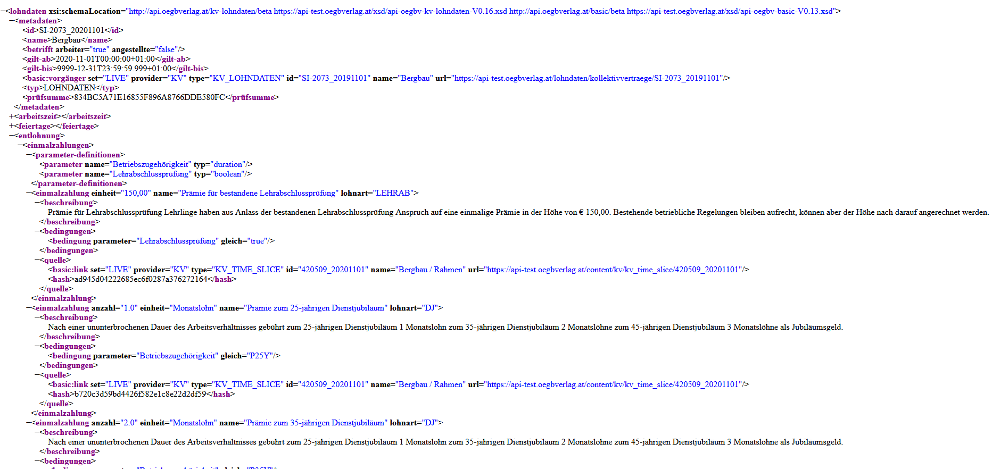 −<lohndaten xsi:schemaLocation="http://api.oegbverlag.at/kv-lohndaten/beta https://api-test.oegbverlag.at/xsd/api-oegbv-kv-lohndaten-V0.16.xsd http://api.oegbverlag.at/basic/beta https://api-test.oegbverlag.at/xsd/api-oegbv-basic-V0.13.xsd">
−<metadaten>
<id>SI-2073_20201101</id>
<name>Bergbau</name>
<betrifft arbeiter="true" angestellte="false"/>
<gilt-ab>2020-11-01T00:00:00+01:00</gilt-ab>
<gilt-bis>9999-12-31T23:59:59.999+01:00</gilt-bis>
<basic:vorgänger set="LIVE" provider="KV" type="KV_LOHNDATEN" id="SI-2073_20191101" name="Bergbau" url="https://api-test.oegbverlag.at/lohndaten/kollektivvertraege/SI-2073_20191101"/>
<typ>LOHNDATEN</typ>
<prüfsumme>834BC5A71E16855F896A8766DDE580FC</prüfsumme>
</metadaten>
+<arbeitszeit></arbeitszeit>
+<feiertage></feiertage>
−<entlohnung>
−<einmalzahlungen>
−<parameter-definitionen>
<parameter name="Betriebszugehörigkeit" typ="duration"/>
<parameter name="Lehrabschlussprüfung" typ="boolean"/>
</parameter-definitionen>
−<einmalzahlung einheit="150,00" name="Prämie für bestandene Lehrabschlussprüfung" lohnart="LEHRAB">
−<beschreibung>
Prämie für Lehrabschlussprüfung Lehrlinge haben aus Anlass der bestandenen Lehrabschlussprüfung Anspruch auf eine einmalige Prämie in der Höhe von € 150,00. Bestehende betriebliche Regelungen bleiben aufrecht, können aber der Höhe nach darauf angerechnet werden.
</beschreibung>
−<bedingungen>
<bedingung parameter="Lehrabschlussprüfung" gleich="true"/>
</bedingungen>
−<quelle>
<basic:link set="LIVE" provider="KV" type="KV_TIME_SLICE" id="420509_20201101" name="Bergbau / Rahmen" url="https://api-test.oegbverlag.at/content/kv/kv_time_slice/420509_20201101"/>
<hash>ad945d04222685ec6f0287a376272164</hash>
</quelle>
</einmalzahlung>
−<einmalzahlung anzahl="1.0" einheit="Monatslohn" name="Prämie zum 25-jährigen Dienstjubiläum" lohnart="DJ">
−<beschreibung>
Nach einer ununterbrochenen Dauer des Arbeitsverhältnisses gebührt zum 25-jährigen Dienstjubiläum 1 Monatslohn zum 35-jährigen Dienstjubiläum 2 Monatslöhne zum 45-jährigen Dienstjubiläum 3 Monatslöhne als Jubiläumsgeld.
</beschreibung>
−<bedingungen>
<bedingung parameter="Betriebszugehörigkeit" gleich="P25Y"/>
</bedingungen>
−<quelle>
<basic:link set="LIVE" provider="KV" type="KV_TIME_SLICE" id="420509_20201101" name="Bergbau / Rahmen" url="https://api-test.oegbverlag.at/content/kv/kv_time_slice/420509_20201101"/>
<hash>b720c3d59bd4426f582e1c8e22d2df59</hash>
</quelle>
</einmalzahlung>
−<einmalzahlung anzahl="2.0" einheit="Monatslohn" name="Prämie zum 35-jährigen Dienstjubiläum" lohnart="DJ">
−<beschreibung>
Nach einer ununterbrochenen Dauer des Arbeitsverhältnisses gebührt zum 25-jährigen Dienstjubiläum 1 Monatslohn zum 35-jährigen Dienstjubiläum 2 Monatslöhne zum 45-jährigen Dienstjubiläum 3 Monatslöhne als Jubiläumsgeld.
</beschreibung>
−<bedingungen>